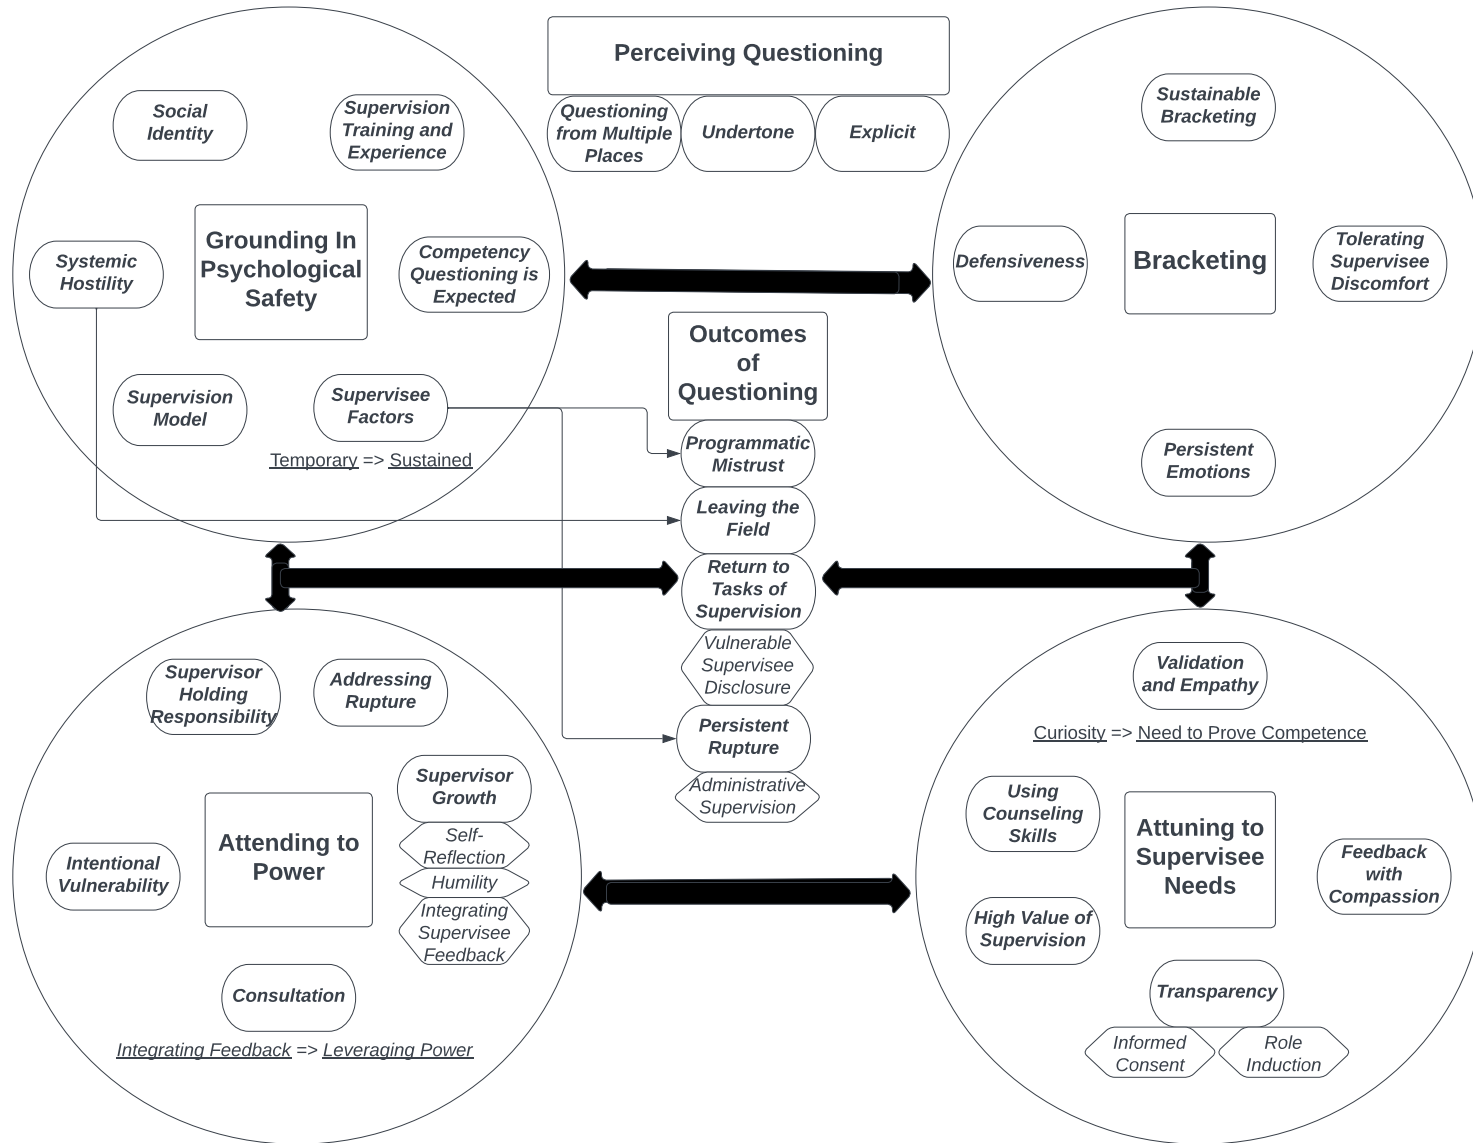 Perceiving Questioning
Questioning
from Multiple
Places
Undertone
Explicit
Social
Identity
Supervision
Training and
Experience
Systemic
Hostility
Grounding In
Psychological
Safety
Competency
Questioning is
Expected
Supervision
Model
Supervisee
Factors
Temporary => Sustained
Sustainable
Bracketing
Defensiveness
Bracketing
Tolerating
Supervisee
Discomfort
Persistent
Emotions
Outcomes
of
Questioning
Programmatic
Mistrust
Leaving the
Field
Return to
Tasks of
Supervision
Vulnerable
Supervisee
Disclosure
Persistent
Rupture
Administrative
Supervision
Supervisor
Holding
Responsibility
Addressing
Rupture
Supervisor
Growth
Self-
Reflection
Humility
Integrating
Supervisee
Feedback
Attending to
Power
Intentional
Vulnerability
Consultation
Integrating Feedback => Leveraging Power
Validation
and Empathy
Curiosity => Need to Prove Competence
Using
Counseling
Skills
Attuning to
Supervisee
Needs
Feedback
with
Compassion
High Value of
Supervision
Transparency
Informed
Consent
Role
Induction